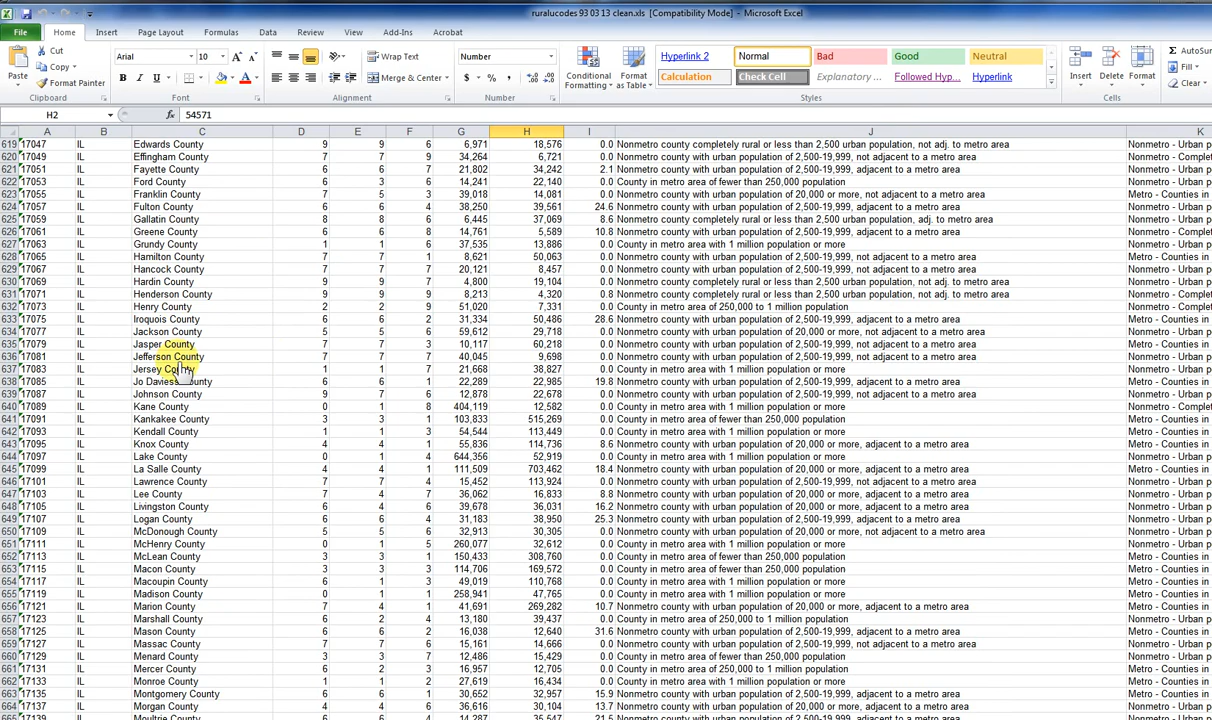 ruralucodes 93 03 13 clean.xls [Compatibility Mode] - Microsoft Excel
File Home Insert Page Layout Formulas Data Review View Add-Ins Acrobat
Paste Cut Copy Format Painter Clipboard
Arial 10 B I U Font
Wrap Text Merge & Center Alignment
Number $ % , Number
Conditional Formatting Format as Table
Hyperlink 2 Normal Bad Good Neutral
Calculation Check Cell Explanatory ... Followed Hyp... Hyperlink
Styles
Insert Delete Format Cells
AutoSur Fill Clear
H2 fx 54571
A B C D E F G H I J K
619 17047 IL Edwards County 9 9 6 6,971 18,576 0.0 Nonmetro county completely rural or less than 2,500 urban population, not adj. to metro area Nonmetro - Urban p
620 17049 IL Effingham County 7 7 9 34,264 6,721 0.0 Nonmetro county with urban population of 2,500-19,999, not adjacent to a metro area Nonmetro - Complet
621 17051 IL Fayette County 6 6 7 21,802 34,242 2.1 Nonmetro county with urban population of 2,500-19,999, not adjacent to a metro area Nonmetro - Urban p
622 17053 IL Ford County 6 3 6 14,241 22,140 0.0 County in metro area of fewer than 250,000 population Nonmetro - Urban p
623 17055 IL Franklin County 7 5 3 39,018 14,081 0.0 Nonmetro county with urban population of 20,000 or more, not adjacent to a metro area Metro - Counties in
624 17057 IL Fulton County 6 6 4 38,250 39,561 24.6 Nonmetro county with urban population of 2,500-19,999, adjacent to a metro area Nonmetro - Urban p
625 17059 IL Gallatin County 8 8 6 6,445 37,069 8.6 Nonmetro county completely rural or less than 2,500 urban population, adj. to metro area Nonmetro - Urban p
626 17061 IL Greene County 6 6 8 14,761 5,589 10.8 Nonmetro county with urban population of 2,500-19,999, adjacent to a metro area Nonmetro - Complet
627 17063 IL Grundy County 1 1 6 37,535 13,886 0.0 County in metro area with 1 million population or more Nonmetro - Urban p
628 17065 IL Hamilton County 7 7 1 8,621 50,063 0.0 Nonmetro county with urban population of 2,500-19,999, not adjacent to a metro area Metro - Counties in
629 17067 IL Hancock County 7 7 7 20,121 8,457 0.0 Nonmetro county with urban population of 2,500-19,999, not adjacent to a metro area Nonmetro - Urban p
630 17069 IL Hardin County 9 9 7 4,800 19,104 0.0 Nonmetro county completely rural or less than 2,500 urban population, not adj. to metro area Nonmetro - Urban p
631 17071 IL Henderson County 9 9 9 8,213 4,320 0.8 Nonmetro county completely rural or less than 2,500 urban population, not adj. to metro area Nonmetro - Complet
632 17073 IL Henry County 2 2 9 51,020 7,331 0.0 County in metro area of 250,000 to 1 million population Nonmetro - Complet
633 17075 IL Iroquois County 6 6 2 31,334 50,486 28.6 Nonmetro county with urban population of 2,500-19,999, adjacent to a metro area Metro - Counties in
634 17077 IL Jackson County 5 5 6 59,612 29,718 0.0 Nonmetro county with urban population of 20,000 or more, not adjacent to a metro area Nonmetro - Urban p
635 17079 IL Jasper County 7 7 3 10,117 60,218 0.0 Nonmetro county with urban population of 2,500-19,999, not adjacent to a metro area Metro - Counties in
636 17081 IL Jefferson County 7 7 7 40,045 9,698 0.0 Nonmetro county with urban population of 2,500-19,999, not adjacent to a metro area Nonmetro - Urban p
637 17083 IL Jersey County 1 1 7 21,668 38,827 0.0 County in metro area with 1 million population or more Nonmetro - Urban p
638 17085 IL Jo Daviess County 6 6 1 22,289 22,985 19.8 Nonmetro county with urban population of 2,500-19,999, adjacent to a metro area Metro - Counties in
639 17087 IL Johnson County 9 7 6 12,878 22,678 0.0 Nonmetro county with urban population of 2,500-19,999, not adjacent to a metro area Nonmetro - Urban p
640 17089 IL Kane County 0 1 8 404,119 12,582 0.0 County in metro area with 1 million population or more Nonmetro - Complet
641 17091 IL Kankakee County 3 3 1 103,833 515,269 0.0 County in metro area of fewer than 250,000 population Metro - Counties in
642 17093 IL Kendall County 1 1 3 54,544 113,449 0.0 County in metro area with 1 million population or more Metro - Counties in
643 17095 IL Knox County 4 4 1 55,836 114,736 8.6 Nonmetro county with urban population of 20,000 or more, adjacent to a metro area Metro - Counties in
644 17097 IL Lake County 0 1 4 644,356 52,919 0.0 County in metro area with 1 million population or more Nonmetro - Urban p
645 17099 IL La Salle County 4 4 1 111,509 703,462 18.4 Nonmetro county with urban population of 20,000 or more, adjacent to a metro area Metro - Counties in
646 17101 IL Lawrence County 7 7 4 15,452 113,924 0.0 Nonmetro county with urban population of 2,500-19,999, not adjacent to a metro area Nonmetro - Urban p
647 17103 IL Lee County 7 4 7 36,062 16,833 8.8 Nonmetro county with urban population of 20,000 or more, adjacent to a metro area Nonmetro - Urban p
648 17105 IL Livingston County 6 4 6 39,678 36,031 16.2 Nonmetro county with urban population of 20,000 or more, adjacent to a metro area Nonmetro - Urban p
649 17107 IL Logan County 6 6 4 31,183 38,950 25.3 Nonmetro county with urban population of 2,500-19,999, adjacent to a metro area Nonmetro - Urban p
650 17109 IL McDonough County 5 5 6 32,913 30,305 0.0 Nonmetro county with urban population of 20,000 or more, not adjacent to a metro area Nonmetro - Urban p
651 17111 IL McHenry County 0 1 5 260,077 32,612 0.0 County in metro area with 1 million population or more Nonmetro - Urban p
652 17113 IL McLean County 3 3 1 150,433 308,760 0.0 County in metro area of fewer than 250,000 population Metro - Counties in
653 17115 IL Macon County 3 3 3 114,706 169,572 0.0 County in metro area of fewer than 250,000 population Metro - Counties in
654 17117 IL Macoupin County 6 1 3 49,019 110,768 0.0 County in metro area with 1 million population or more Metro - Counties in
655 17119 IL Madison County 0 1 1 258,941 47,765 0.0 County in metro area with 1 million population or more Metro - Counties in
656 17121 IL Marion County 7 4 1 41,691 269,282 10.7 Nonmetro county with urban population of 20,000 or more, adjacent to a metro area Metro - Counties in
657 17123 IL Marshall County 6 2 4 13,180 39,437 0.0 County in metro area of 250,000 to 1 million population Nonmetro - Urban p
658 17125 IL Mason County 6 6 2 16,038 12,640 31.6 Nonmetro county with urban population of 2,500-19,999, adjacent to a metro area Metro - Counties in
659 17127 IL Massac County 7 7 6 15,161 14,666 0.0 Nonmetro county with urban population of 2,500-19,999, not adjacent to a metro area Nonmetro - Urban p
660 17129 IL Menard County 3 3 7 12,486 15,429 0.0 County in metro area of fewer than 250,000 population Nonmetro - Urban p
661 17131 IL Mercer County 6 2 3 16,957 12,705 0.0 County in metro area of 250,000 to 1 million population Metro - Counties in
662 17133 IL Monroe County 1 1 2 27,619 16,434 0.0 County in metro area with 1 million population or more Metro - Counties in
663 17135 IL Montgomery County 6 6 1 30,652 32,957 15.9 Nonmetro county with urban population of 2,500-19,999, adjacent to a metro area Metro - Counties in
664 17137 IL Morgan County 4 4 6 36,616 30,104 13.7 Nonmetro county with urban population of 2,500-19,999, adjacent to a metro area Nonmetro - Urban p
665 17139 IL Moultrie County 6 6 4 14,287 35,547 21.5